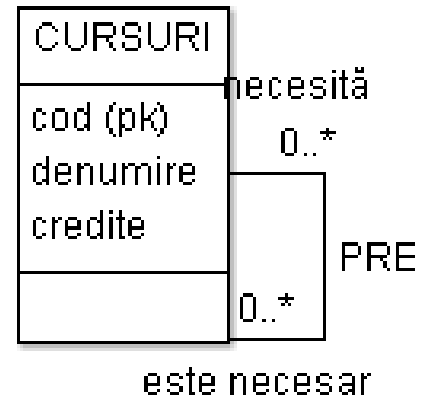 CURSURI
necesită
cod (pk)
0..*
denumire
credite
PRE
0..*
este necesar